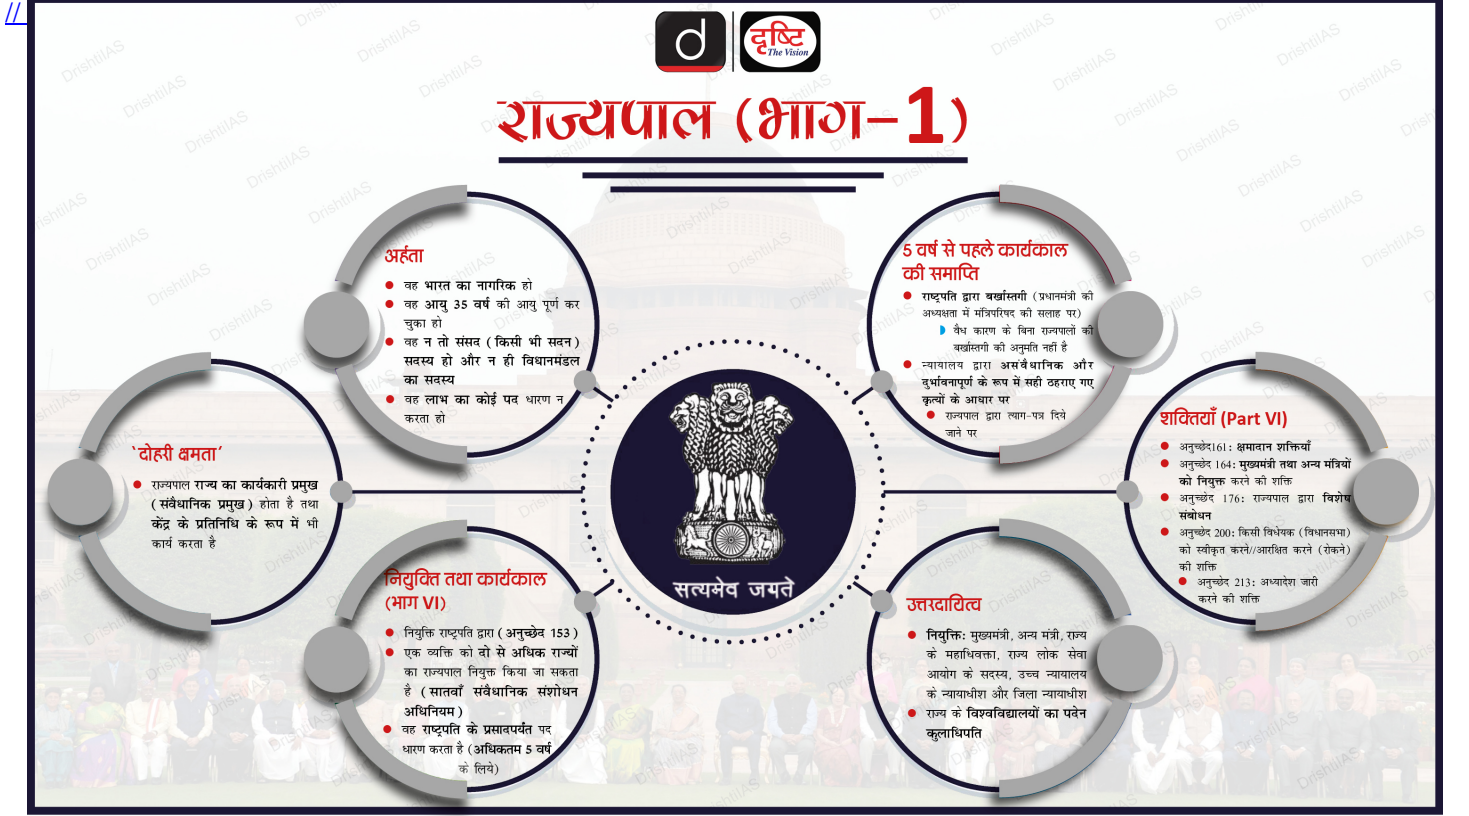 //
d
दृष्टि
The Vision
राज्यपाल (भाग-1)
अर्हता
वह भारत का नागरिक हो
वह आयु 35 वर्ष की आयु पूर्ण कर
चुका हो
वह न तो संसद (किसी भी सदन)
सदस्य हो और न ही विधानमंडल
का सदस्य
वह लाभ का कोई पद धारण न
करता हो
5 वर्ष से पहले कार्यकाल
की समाप्ति
राष्ट्रपति द्वारा बर्खास्तगी (प्रधानमंत्री की
अध्यक्षता में मंत्रिपरिषद की सलाह पर)
वैध कारण के बिना राज्यपालों की
बर्खास्तगी की अनुमति नहीं है
न्यायालय द्वारा असंवैधानिक और
दुर्भावनापूर्ण के रूप में सही ठहराए गए
कृत्यों के आधार पर
राज्यपाल द्वारा त्याग-पत्र दिये
जाने पर
'दोहरी क्षमता'
राज्यपाल राज्य का कार्यकारी प्रमुख
(संवैधानिक प्रमुख) होता है तथा
केंद्र के प्रतिनिधि के रूप में भी
कार्य करता है
शक्तियाँ (Part VI)
अनुच्छेद161: क्षमादान शक्तियाँ
अनुच्छेद 164: मुख्यमंत्री तथा अन्य मंत्रियों
को नियुक्त करने की शक्ति
अनुच्छेद 176: राज्यपाल द्वारा विशेष
संबोधन
अनुच्छेद 200: किसी विधेयक (विधानसभा)
को स्वीकृत करने//आरक्षित करने (रोकने)
की शक्ति
अनुच्छेद 213: अध्यादेश जारी
करने की शक्ति
सत्यमेव जयते
नियुक्ति तथा कार्यकाल
(भाग VI)
नियुक्ति राष्ट्रपति द्वारा (अनुच्छेद 153)
एक व्यक्ति को दो से अधिक राज्यों
का राज्यपाल नियुक्त किया जा सकता
है (सातवाँ संवैधानिक संशोधन
अधिनियम)
वह राष्ट्रपति के प्रसादपर्यंत पद
धारण करता है (अधिकतम 5 वर्ष
के लिये)
उत्तरदायित्व
नियुक्ति: मुख्यमंत्री, अन्य मंत्री, राज्य
के महाधिवक्ता, राज्य लोक सेवा
आयोग के सदस्य, उच्च न्यायालय
के न्यायाधीश और जिला न्यायाधीश
राज्य के विश्वविद्यालयों का पदेन
कुलाधिपति